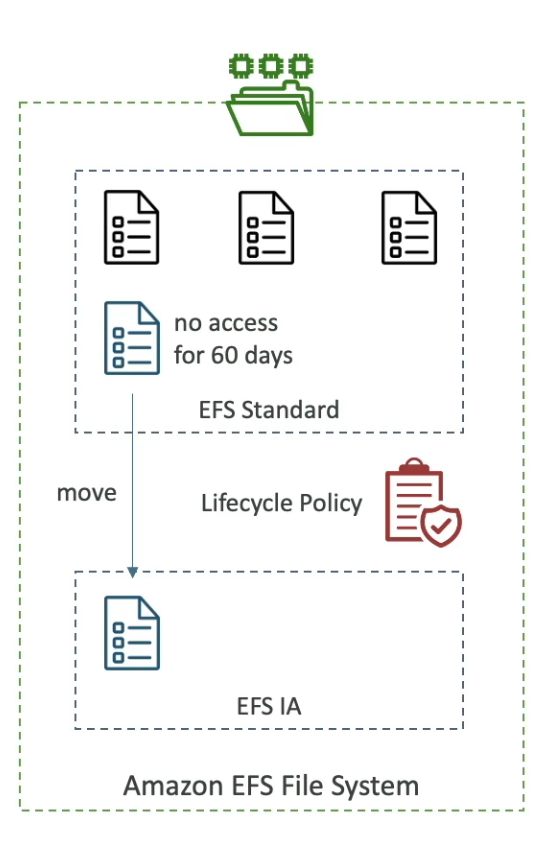 no access
for 60 days
EFS Standard
move
Lifecycle Policy
EFS IA
Amazon EFS File System